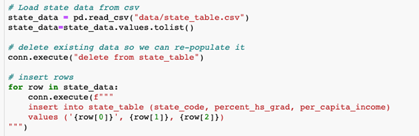 # Load state data from csv
state_data = pd.read_csv("data/state_table.csv")
state_data=state_data.values.tolist()
# delete existing data so we can re-populate it
conn.execute("delete from state_table")
# insert rows
for row in state_data:
    conn.execute(f"""
    insert into state_table (state_code, percent_hs_grad, per_capita_income)
    values ('{row[0]}', {row[1]}, {row[2]})
""")